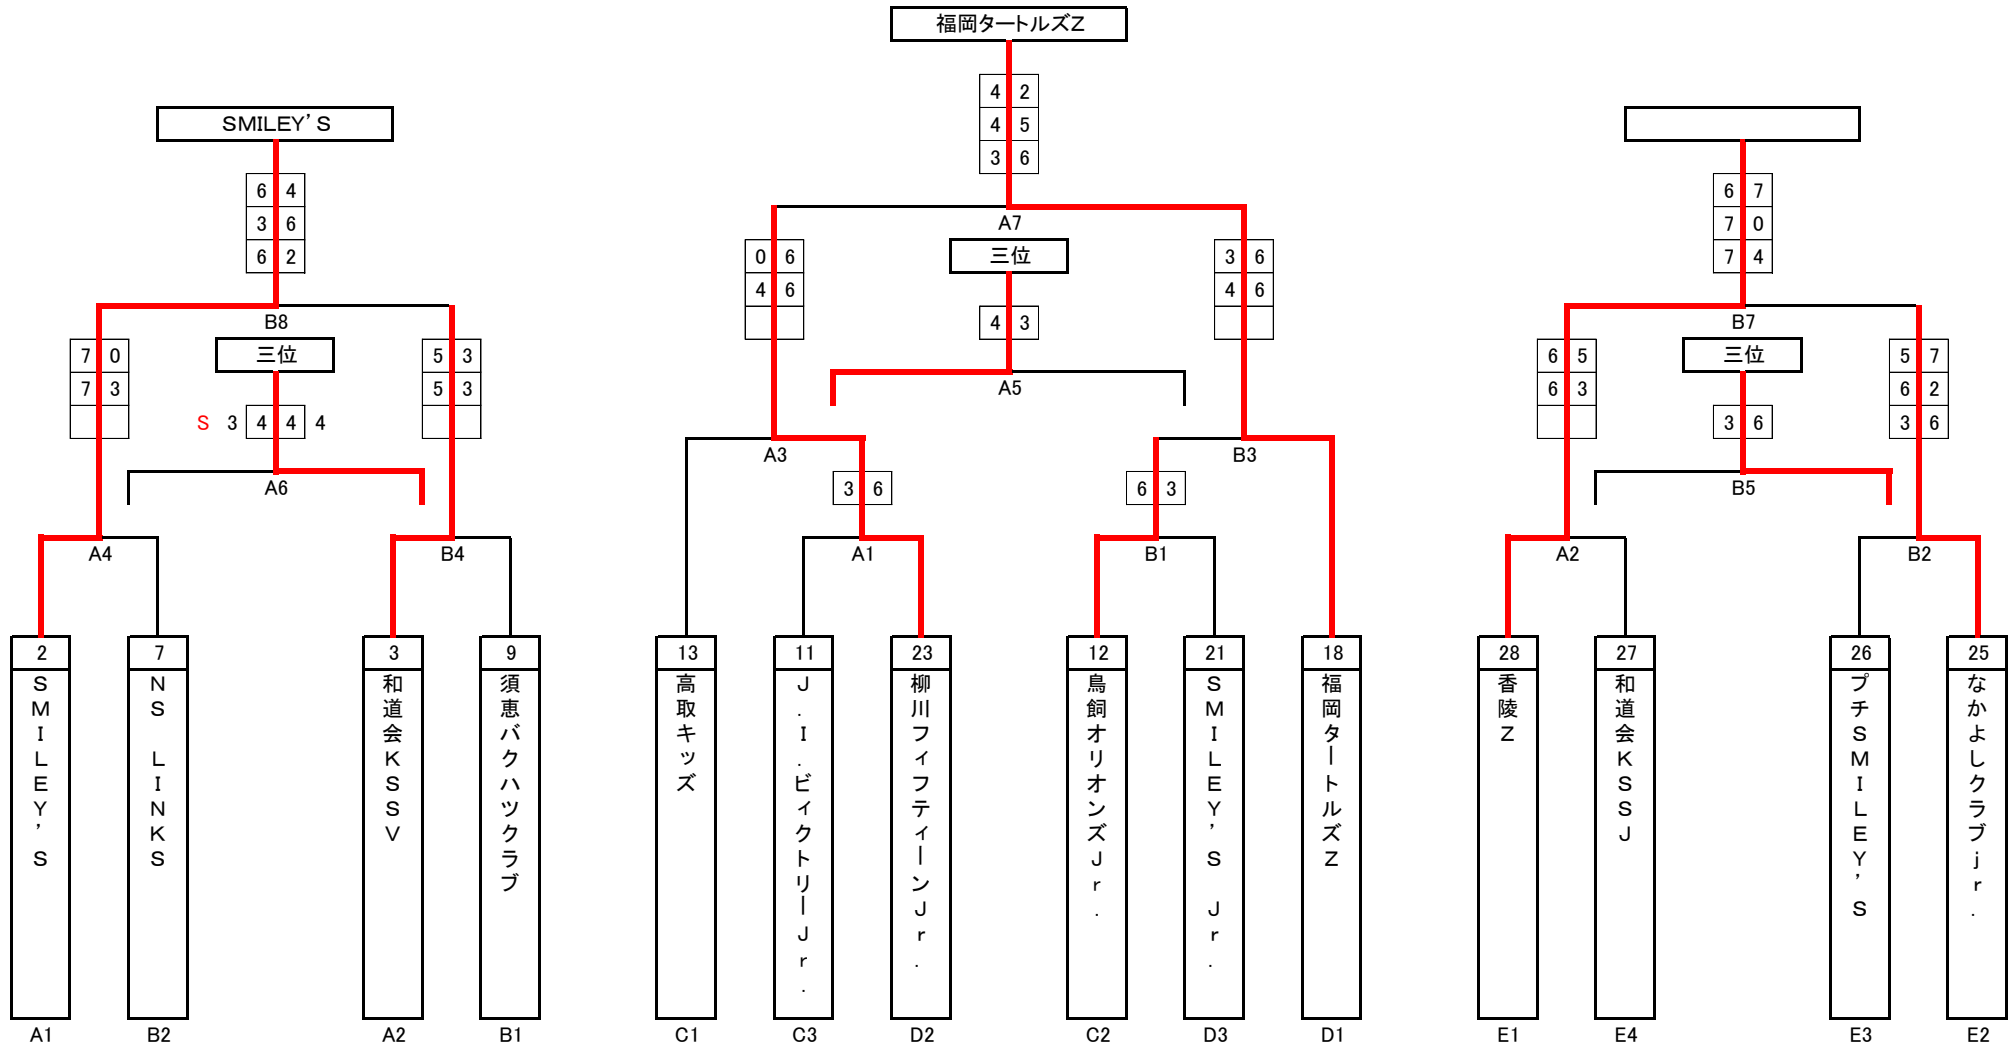 福岡タートルズZ
4 2
4 5
3 6
SMILEY'S
6 4
3 6
6 2
6 7
7 0
7 4
A7
三位
0 6
4 6
3 6
4 6
4 3
B8
三位
7 0
7 3
5 3
5 3
S 3 4 4 4
B7
三位
6 5
6 3
5 7
6 2
3 6
3 6
A5
A3
B3
A6
3 6
6 3
B5
A4
B4
A1
B1
A2
B2
2
7
3
9
13
11
23
12
21
18
28
27
26
25
SMILEY'S
NS LINKS
和道会KSSV
須恵バクハツクラブ
高取キッズ
J.I.ビィクトリーJr.
柳川フィフティーンJr.
鳥飼オリオンズJr.
SMILEY'S Jr.
福岡タートルズZ
香陵Z
和道会KSSJ
プチSMILEY'S
なかよしクラブjr.
A1
B2
A2
B1
C1
C3
D2
C2
D3
D1
E1
E4
E3
E2